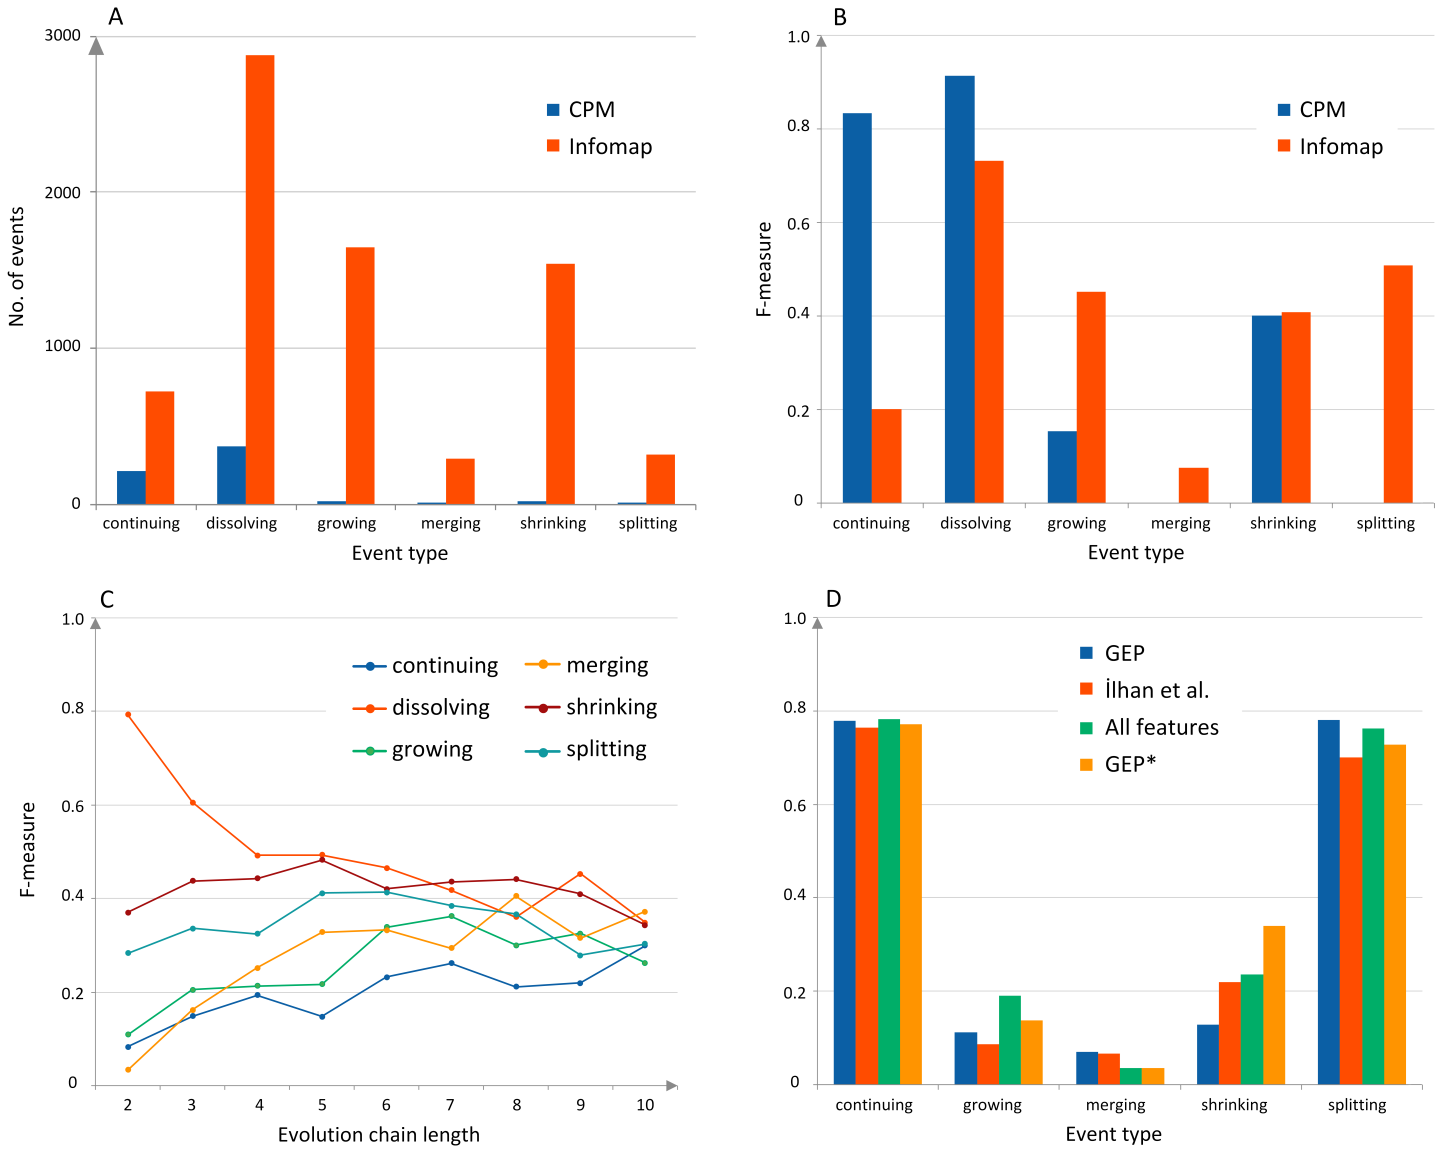 A
3000
2000
1000
0
No. of events
CPM
Infomap
continuing dissolving growing merging shrinking splitting
Event type
B
1.0
0.8
0.6
0.4
0.2
0
F-measure
CPM
Infomap
continuing dissolving growing merging shrinking splitting
Event type
C
1.0
0.8
0.6
0.4
0.2
0
F-measure
continuing merging
dissolving shrinking
growing splitting
2 3 4 5 6 7 8 9 10
Evolution chain length
D
1.0
0.8
0.6
0.4
0.2
0
GEP
İlhan et al.
All features
GEP*
continuing growing merging shrinking splitting
Event type